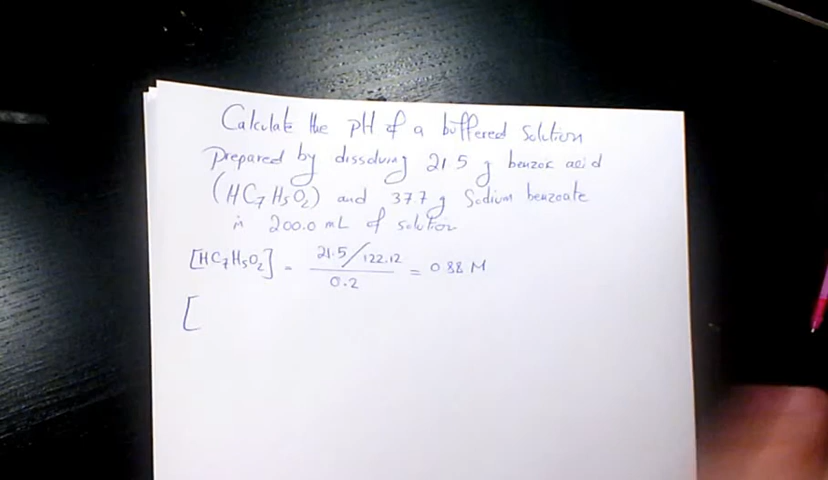 Calculate the pH of a buffered Solution
Prepared by dissolving 21.5 g benzoic acid
(HC7H5O2) and 37.7 g Sodium benzoate
in 200.0 mL of solution
[HC7H5O2] = 21.5/122.12 / 0.2 = 0.88 M
[